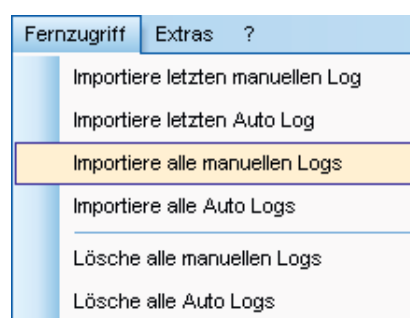 Fernzugriff Extras ?
Importiere letzten manuellen Log
Importiere letzten Auto Log
Importiere alle manuellen Logs
Importiere alle Auto Logs
Lösche alle manuellen Logs
Lösche alle Auto Logs